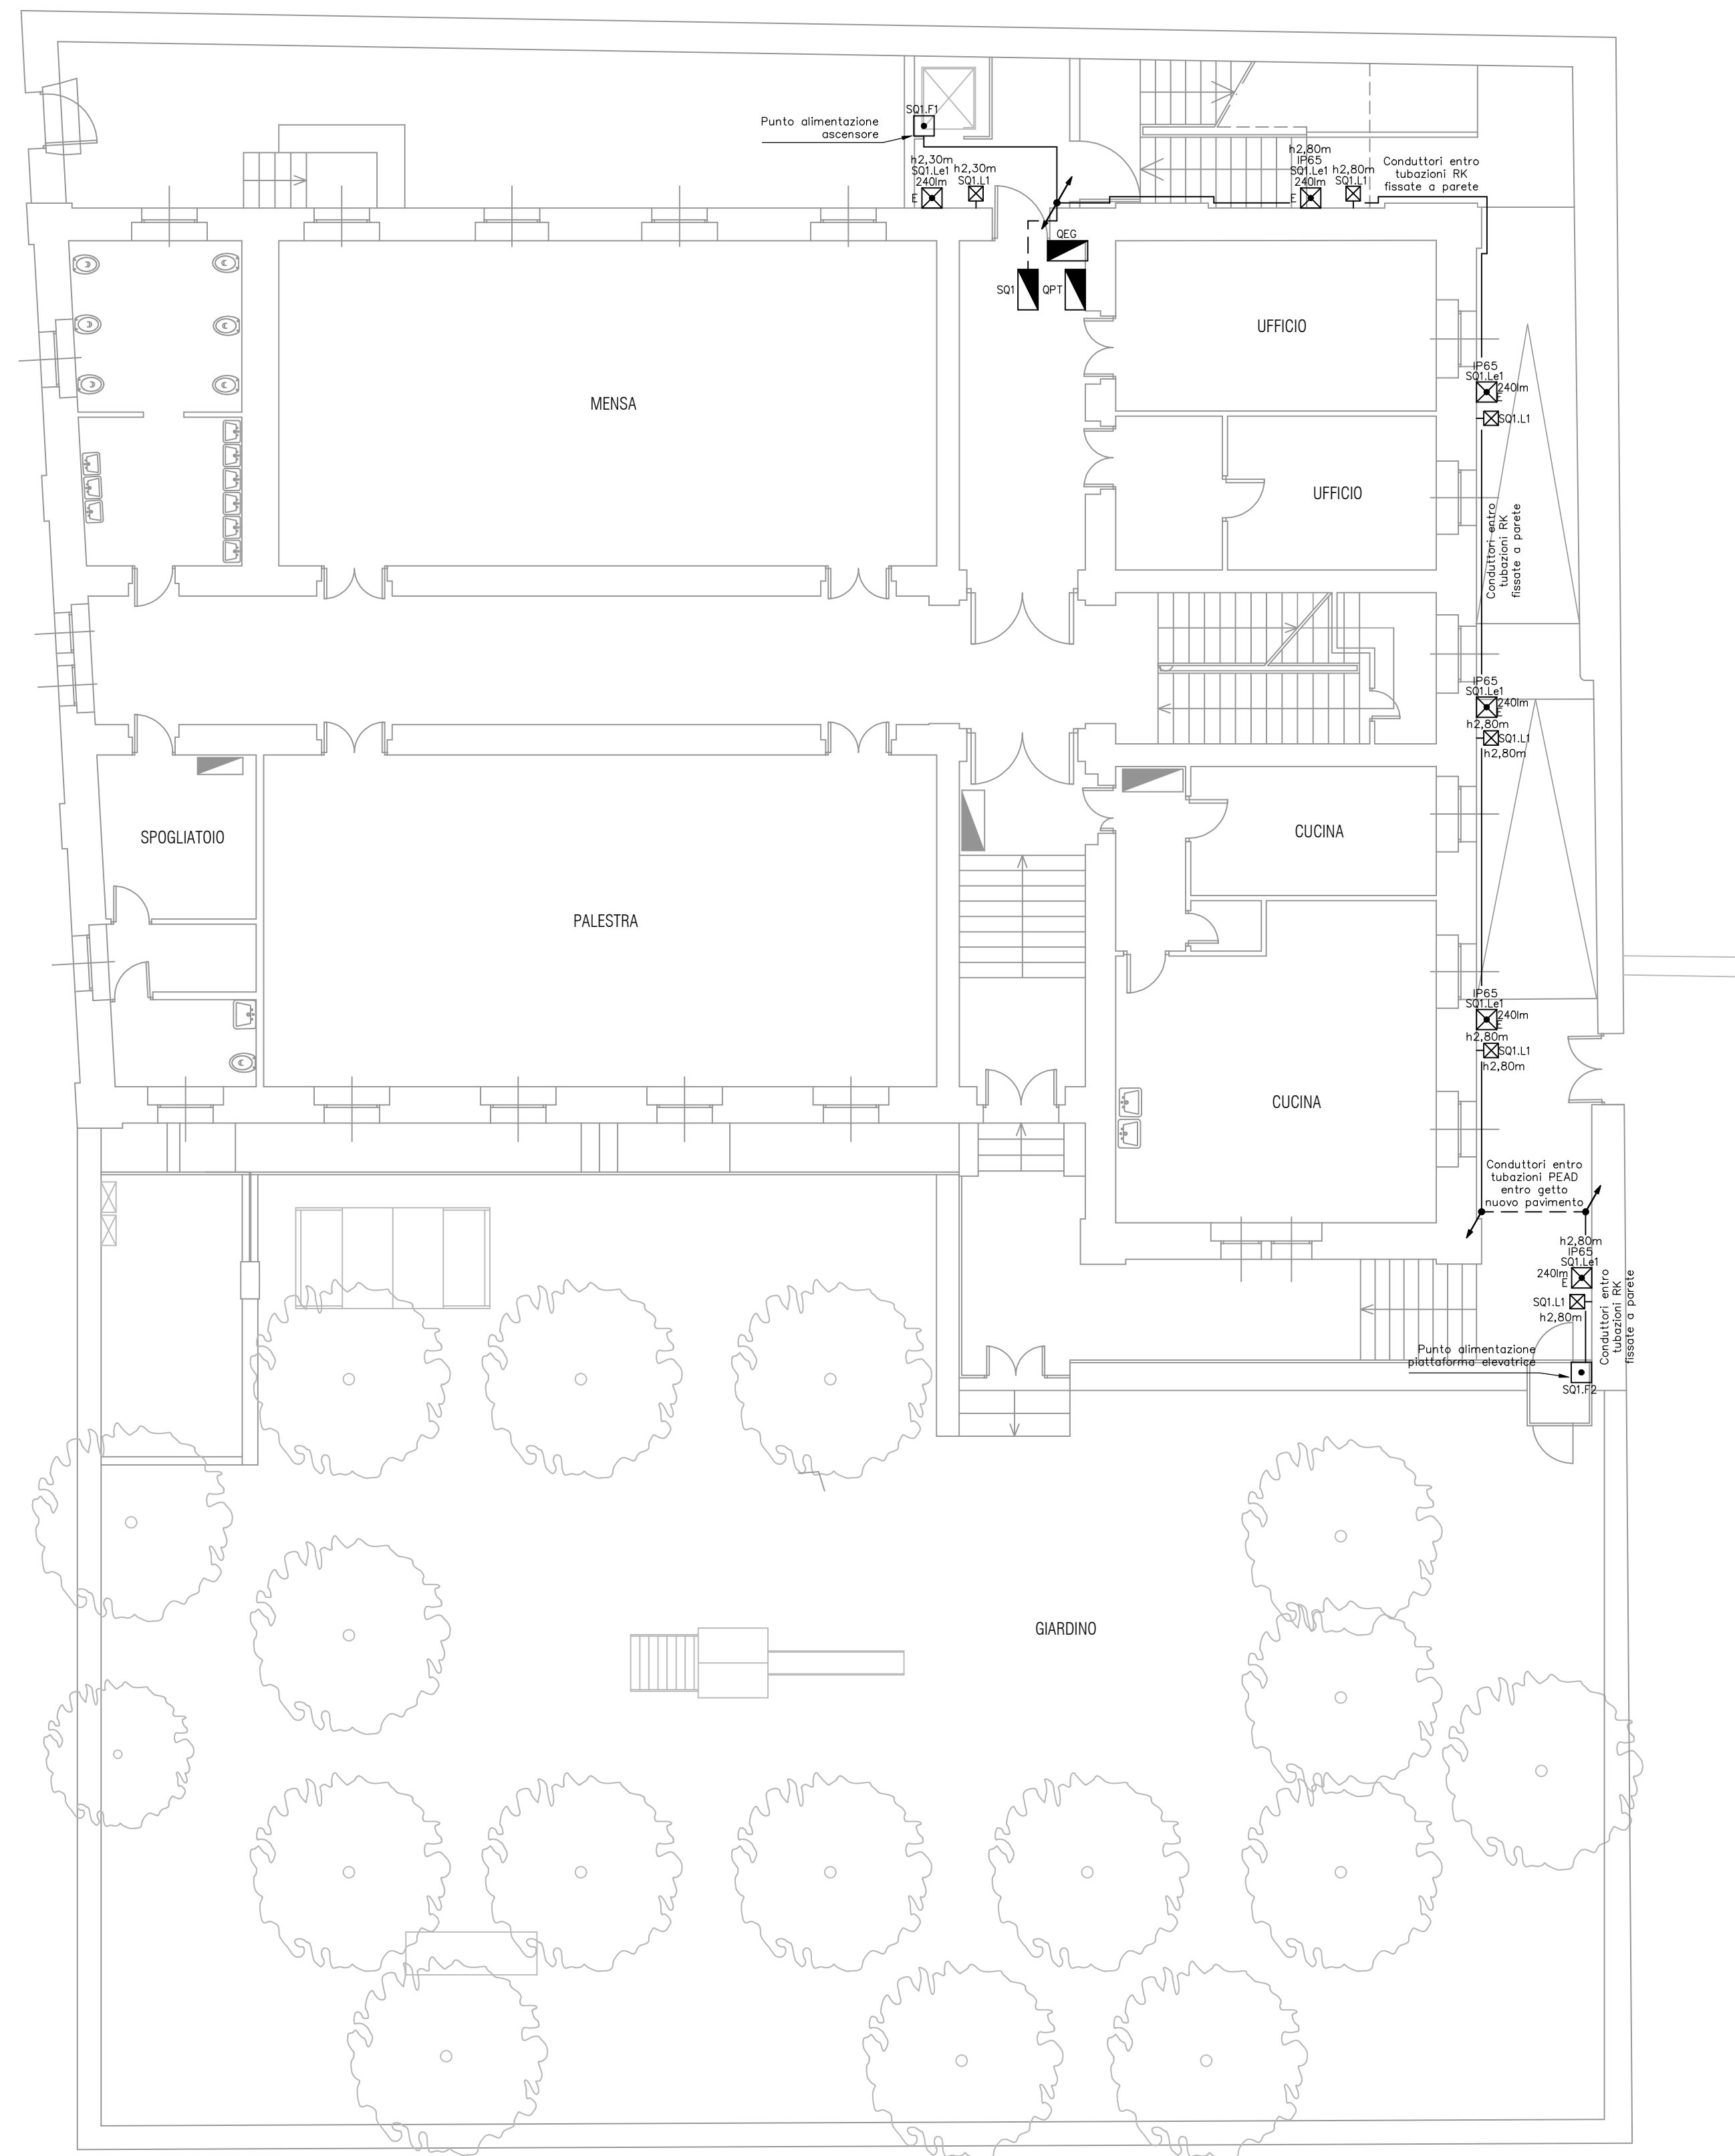 SQ1.F1
Punto alimentazione
ascensore
h2,30m
SQ1.Le1
240lm
E
h2,30m
SQ1.L1
h2,80m
IP65
SQ1.Le1
240lm
E
h2,80m
SQ1.L1
Conduttori entro
tubazioni RK
fissate a parete
QEG
SQ1
QPT
UFFICIO
MENSA
IP65
SQ1.Le1
240lm
E
SQ1.L1
UFFICIO
Conduttori entro
tubazioni RK
fissate a parete
IP65
SQ1.Le1
240lm
E
h2,80m
SQ1.L1
h2,80m
SPOGLIATOIO
CUCINA
PALESTRA
IP65
SQ1.Le1
240lm
E
h2,80m
SQ1.L1
h2,80m
CUCINA
Conduttori entro
tubazioni PEAD
entro getto
nuovo pavimento
h2,80m
IP65
SQ1.Le1
240lm
E
SQ1.L1
h2,80m
Conduttori entro
tubazioni RK
fissate a parete
Punto alimentazione
piattaforma elevatrice
SQ1.F2
GIARDINO